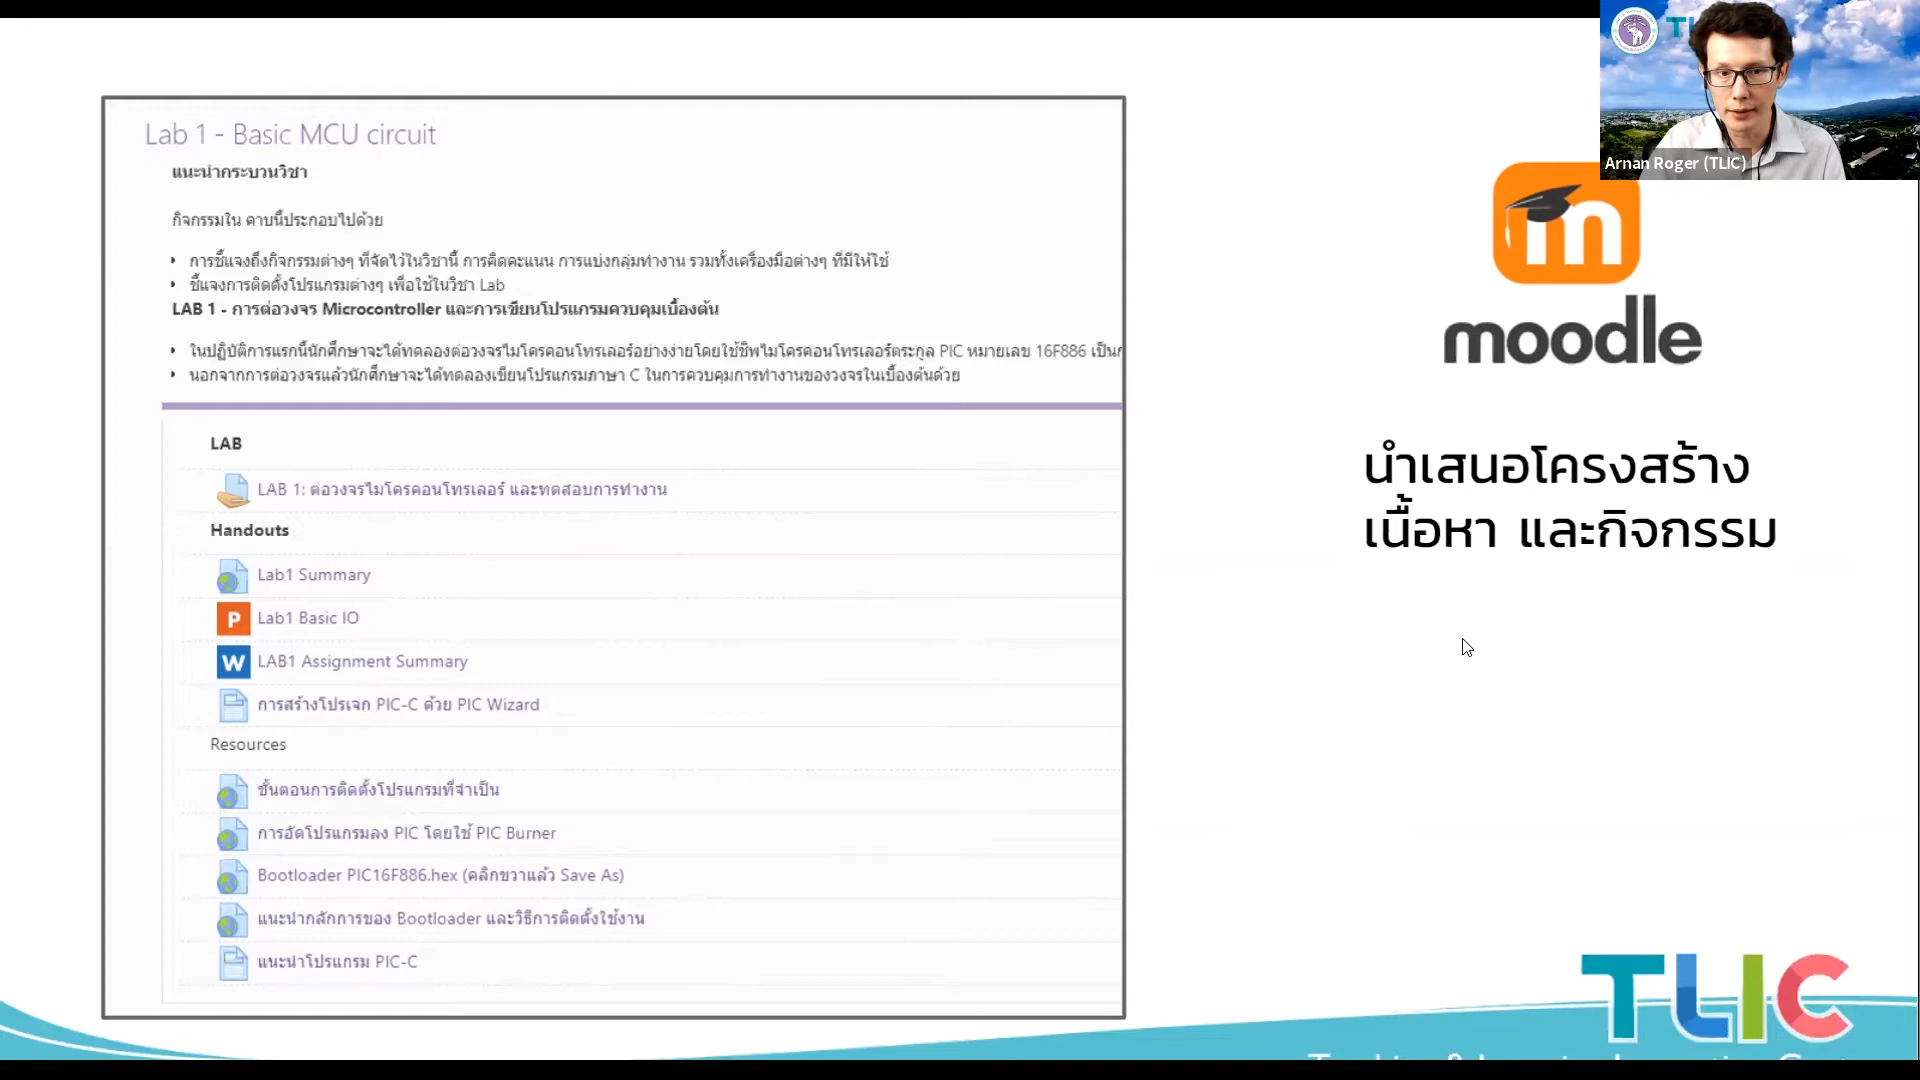 Lab 1 - Basic MCU circuit
แนะนำกระบวนวิชา
กิจกรรมใน คาบนี้ประกอบไปด้วย
การชี้แจงถึงกิจกรรมต่างๆ ที่จัดไว้ในวิชานี้ การคิดคะแนน การแบ่งกลุ่มทำงาน รวมทั้งเครื่องมือต่างๆ ที่มีให้ใช้
ชี้แจงการติดตั้งโปรแกรมต่างๆ เพื่อใช้ในวิชา Lab
LAB 1 - การต่อวงจร Microcontroller และการเขียนโปรแกรมควบคุมเบื้องต้น
ในปฏิบัติการแรกนี้นักศึกษาจะได้ทดลองต่อวงจรไมโครคอนโทรเลอร์อย่างง่ายโดยใช้ชิพไมโครคอนโทรเลอร์ตระกูล PIC หมายเลข 16F886 เป็น
นอกจากการต่อวงจรแล้วนักศึกษาจะได้ทดลองเขียนโปรแกรมภาษา C ในการควบคุมการทำงานของวงจรในเบื้องต้นด้วย
LAB
LAB 1: ต่อวงจรไมโครคอนโทรเลอร์ และทดสอบการทำงาน
Handouts
Lab1 Summary
P Lab1 Basic IO
W LAB1 Assignment Summary
การสร้างโปรเจก PIC-C ด้วย PIC Wizard
Resources
ขั้นตอนการติดตั้งโปรแกรมที่จำเป็น
การอัดโปรแกรมลง PIC โดยใช้ PIC Burner
Bootloader PIC16F886.hex (คลิกขวาแล้ว Save As)
แนะนำกลักการของ Bootloader และวิธีการติดตั้งใช้งาน
แนะนำโปรแกรม PIC-C
Arnan Roger (TLIC)
m
moodle
นำเสนอโครงสร้าง
เนื้อหา และกิจกรรม
TLIC